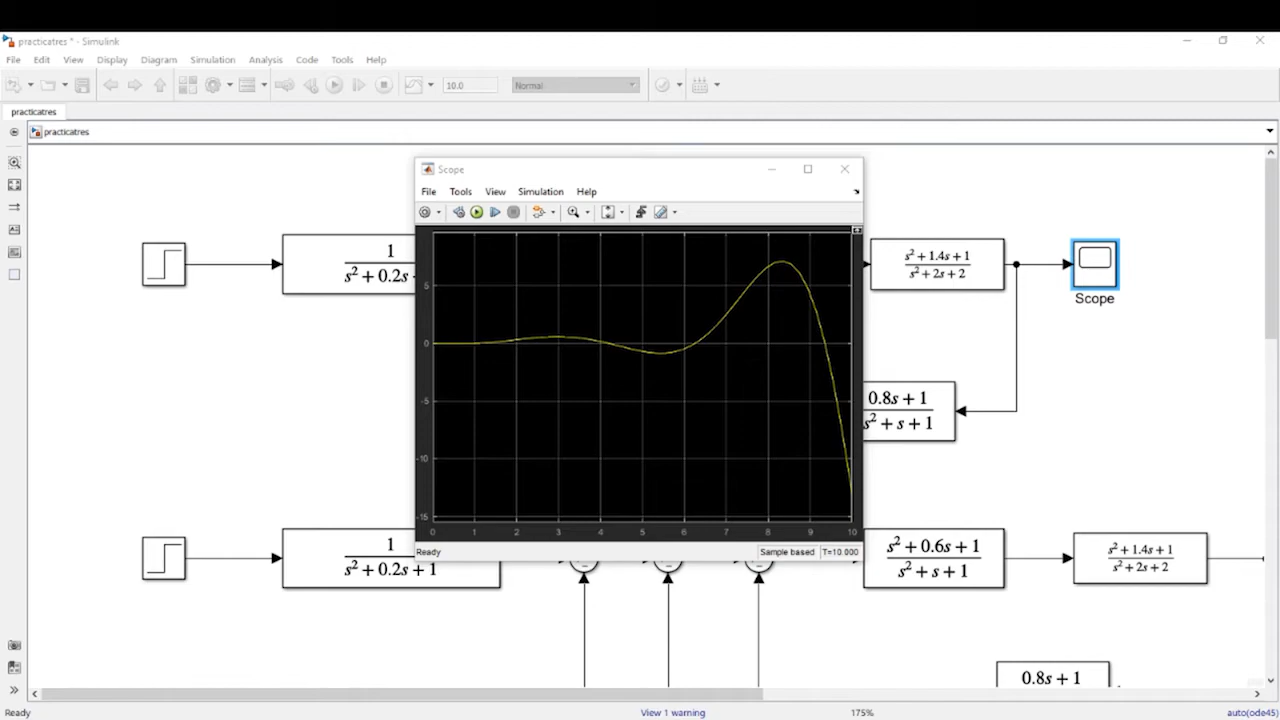 practicatres * - Simulink
File Edit View Display Diagram Simulation Analysis Code Tools Help
10.0 Normal
practicatres
practicatres
Scope
File Tools View Simulation Help
5
0
-5
-10
-15
0 1 2 3 4 5 6 7 8 9 10
Ready Sample based T=10.000
1
s² + 0.2s
s² + 1.4s + 1
s² + 2s + 2
Scope
0.8s + 1
s² + s + 1
1
s² + 0.2s + 1
s² + 0.6s + 1
s² + s + 1
s² + 1.4s + 1
s² + 2s + 2
0.8s + 1
Ready View 1 warning 175% auto(ode45)